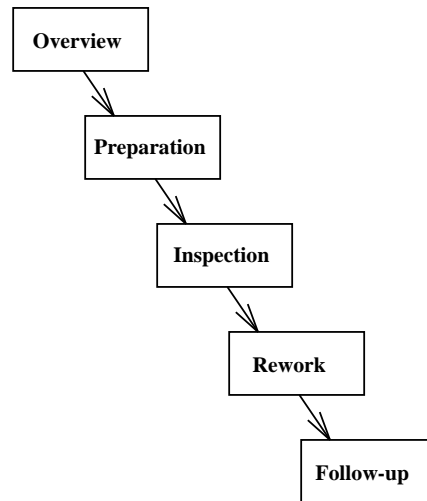 Overview
Preparation
Inspection
Rework
Follow-up